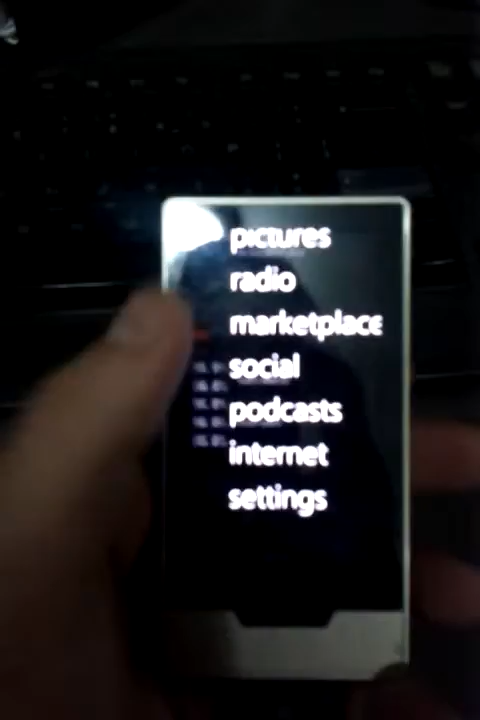 pictures
radio
marketplace
social
podcasts
internet
settings